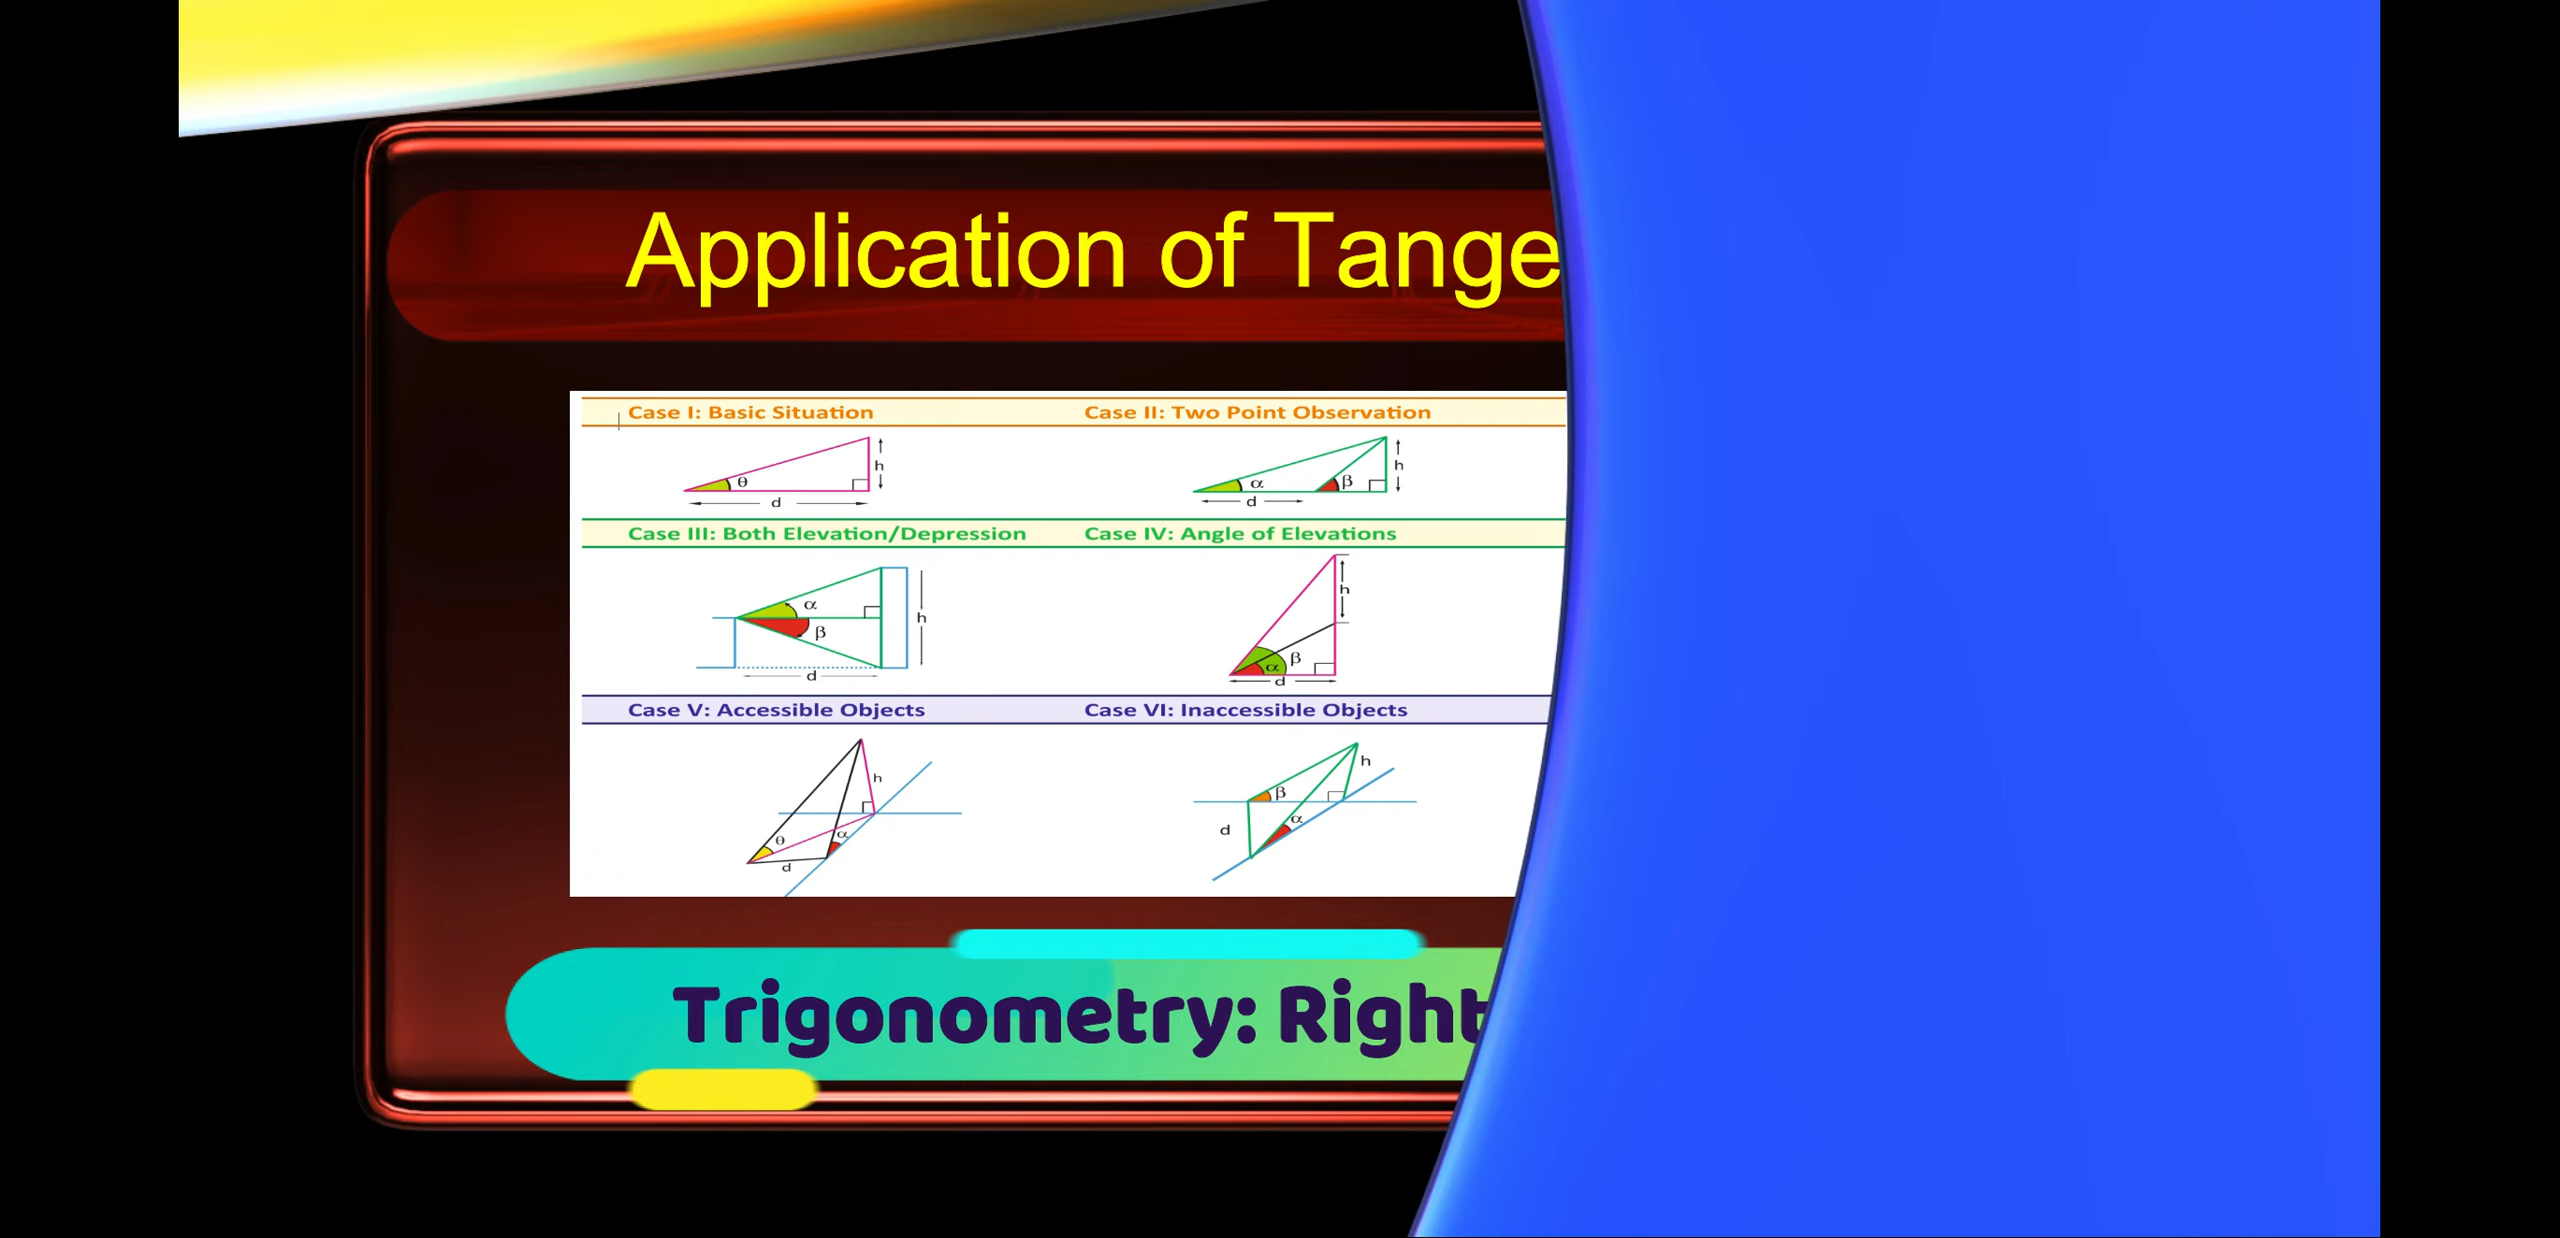 Application of Tange
Case I: Basic Situation
Case II: Two Point Observation
θ
h
d
α
β
h
d
Case III: Both Elevation/Depression
Case IV: Angle of Elevations
α
β
h
d
h
β
α
d
Case V: Accessible Objects
Case VI: Inaccessible Objects
h
θ
α
d
h
β
α
d
Trigonometry: Right